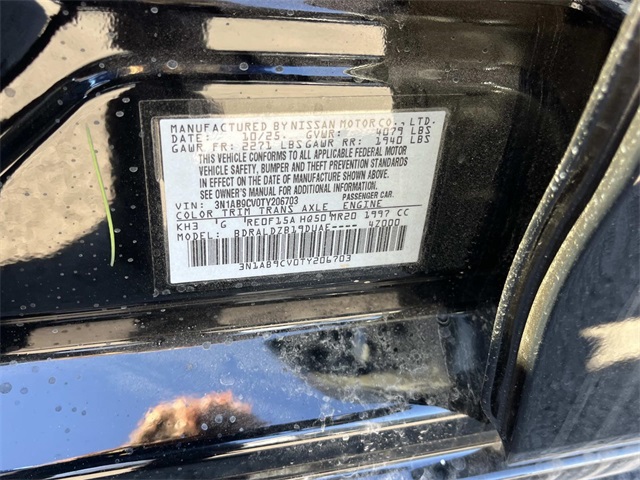 MANUFACTURED BY NISSAN MOTOR CO., LTD.
DATE: 10/25 GVWR: 4079 LBS
GAWR FR: 2271 LBS GAWR RR: 1940 LBS
THIS VEHICLE CONFORMS TO ALL APPLICABLE FEDERAL MOTOR
VEHICLE SAFETY, BUMPER AND THEFT PREVENTION STANDARDS
IN EFFECT ON THE DATE OF MANUFACTURE SHOWN ABOVE.
SEE OWNER'S MANUAL FOR ADDITIONAL INFORMATION.
VIN: 3N1AB9CV0TY206703 PASSENGER CAR
COLOR TRIM TRANS AXLE ENGINE
KH3 G RE0F15A HQ50 MR20 1997 CC
MODEL: BDRALDZB19DUAF---- 4Z000
3N1AB9CV0TY206703